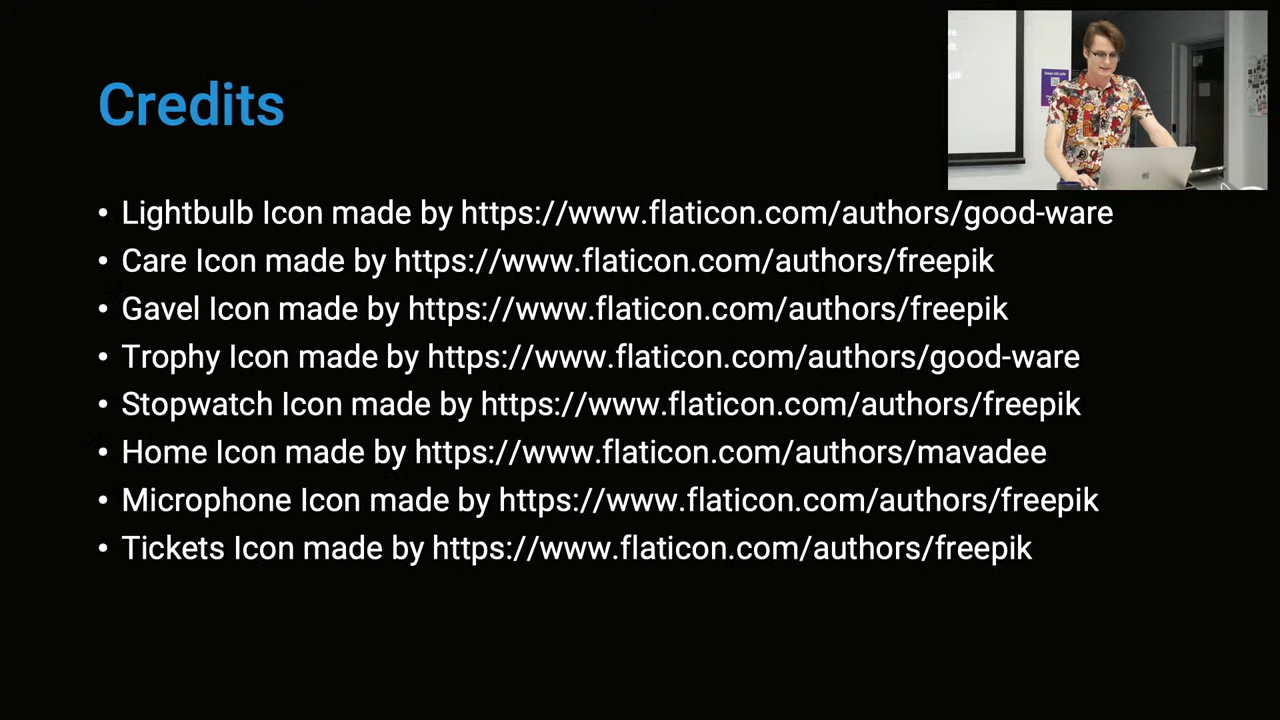 Credits
• Lightbulb Icon made by https://www.flaticon.com/authors/good-ware
• Care Icon made by https://www.flaticon.com/authors/freepik
• Gavel Icon made by https://www.flaticon.com/authors/freepik
• Trophy Icon made by https://www.flaticon.com/authors/good-ware
• Stopwatch Icon made by https://www.flaticon.com/authors/freepik
• Home Icon made by https://www.flaticon.com/authors/mavadee
• Microphone Icon made by https://www.flaticon.com/authors/freepik
• Tickets Icon made by https://www.flaticon.com/authors/freepik